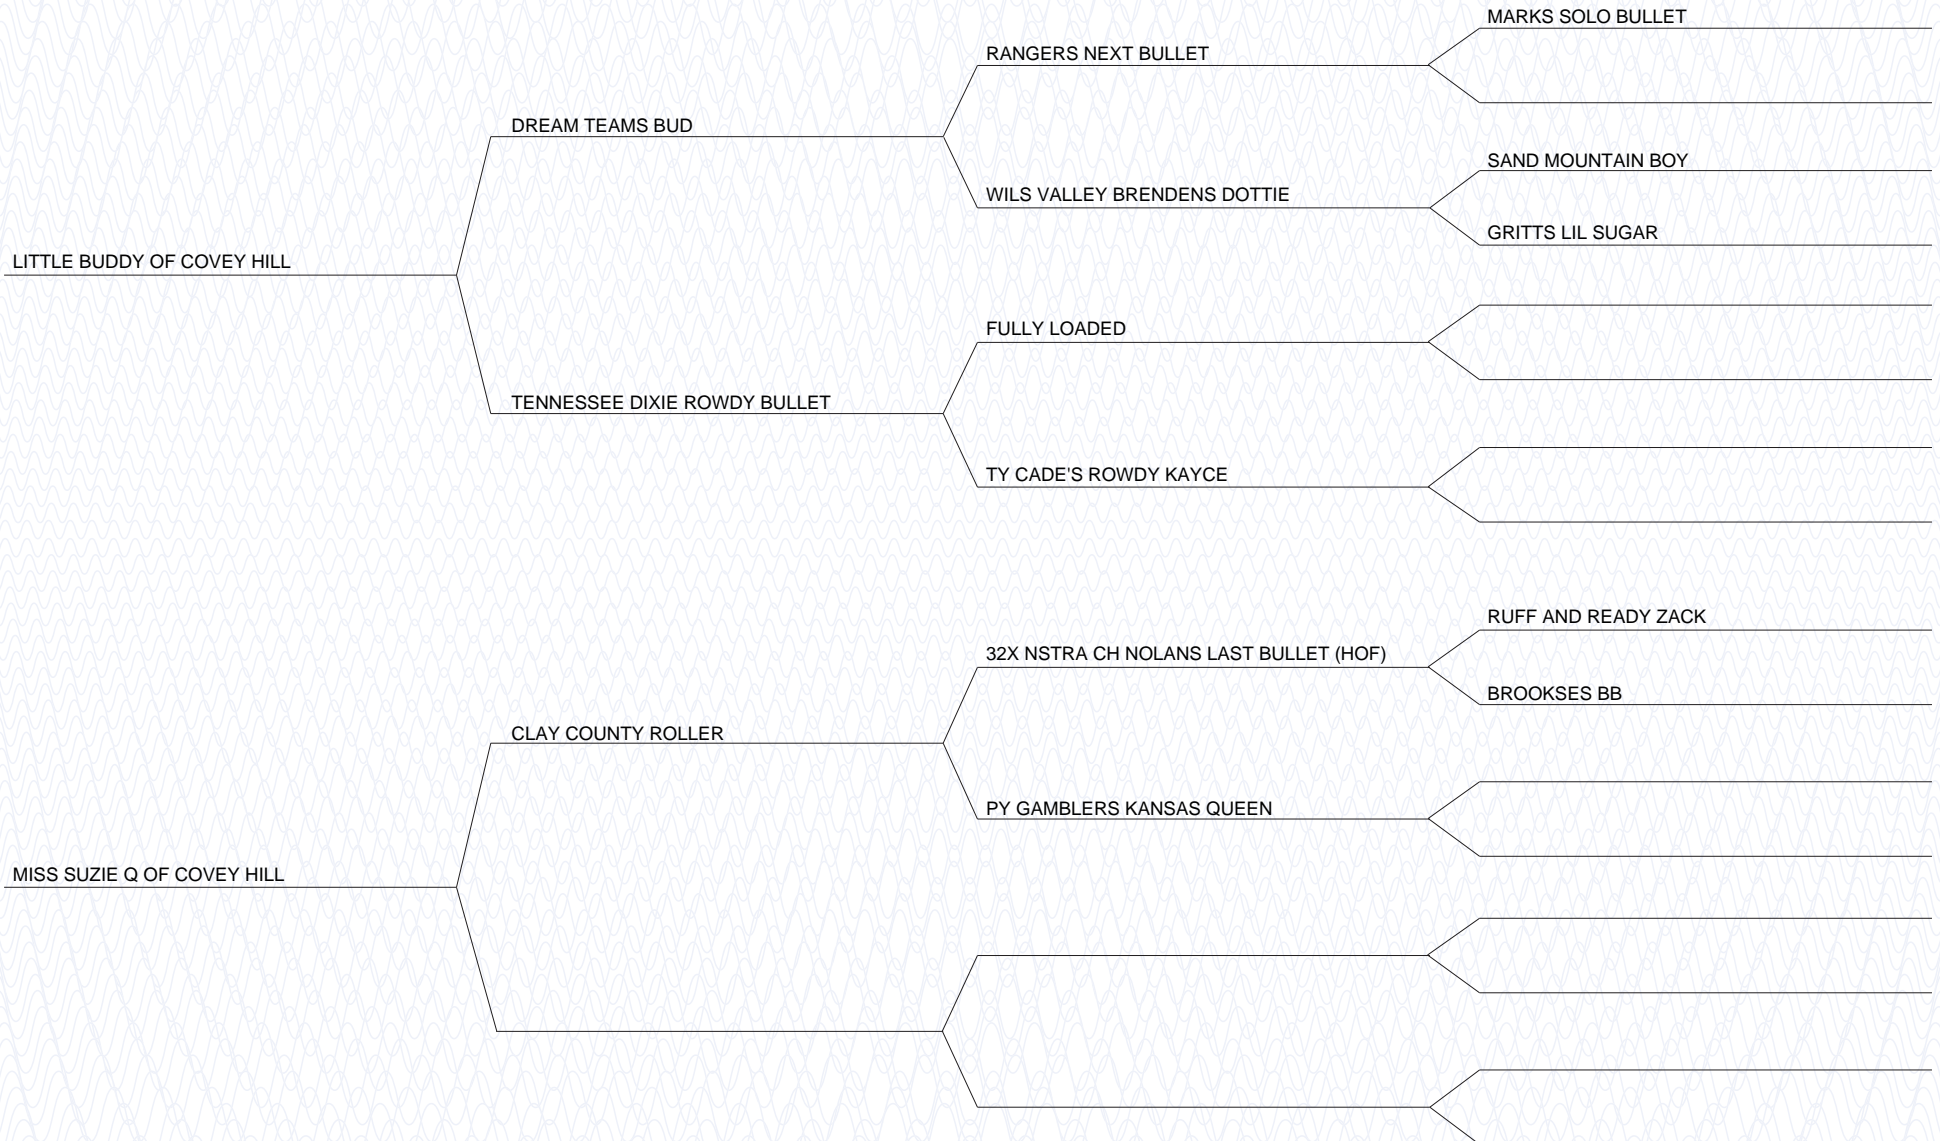 MARKS SOLO BULLET
RANGERS NEXT BULLET
DREAM TEAMS BUD
SAND MOUNTAIN BOY
WILS VALLEY BRENDENS DOTTIE
GRITTS LIL SUGAR
LITTLE BUDDY OF COVEY HILL
FULLY LOADED
TENNESSEE DIXIE ROWDY BULLET
TY CADE'S ROWDY KAYCE
RUFF AND READY ZACK
32X NSTRA CH NOLANS LAST BULLET (HOF)
BROOKSES BB
CLAY COUNTY ROLLER
PY GAMBLERS KANSAS QUEEN
MISS SUZIE Q OF COVEY HILL